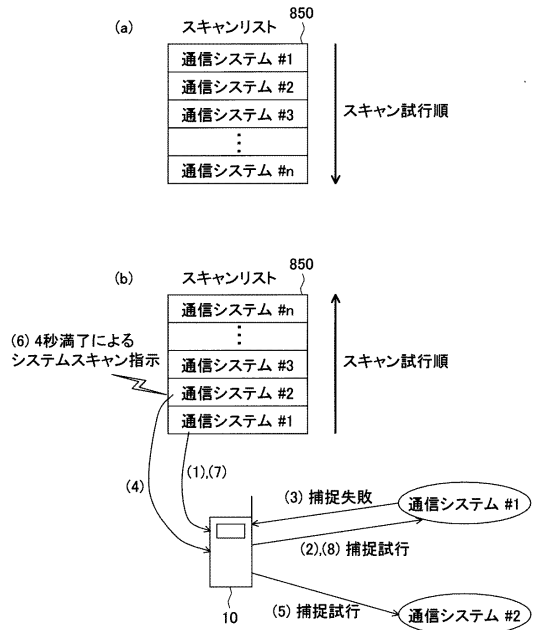 (a)
スキャンリスト
850
通信システム #1
通信システム #2
通信システム #3
⋮
通信システム #n
スキャン試行順
(b)
スキャンリスト
850
通信システム #n
⋮
通信システム #3
通信システム #2
通信システム #1
スキャン試行順
(6) 4秒満了による
システムスキャン指示
(4)
(1),(7)
(3) 捕捉失敗
通信システム #1
(2),(8) 捕捉試行
10
(5) 捕捉試行
通信システム #2